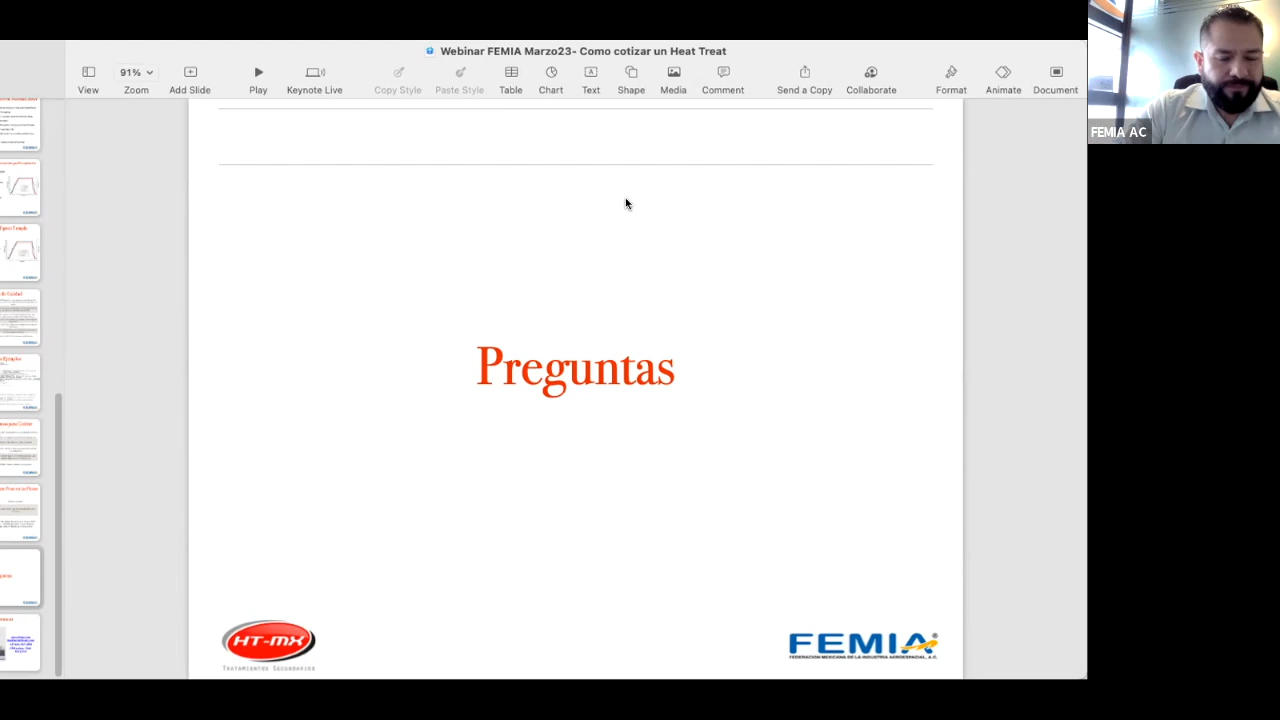 Webinar FEMIA Marzo23- Como cotizar un Heat Treat
91%
View
Zoom
Add Slide
Play
Keynote Live
Copy Style
Paste Style
Table
Chart
Text
Shape
Media
Comment
Send a Copy
Collaborate
Format
Animate
Document
FEMIA AC
Preguntas
HT-MX
TRATAMIENTOS SECUNDARIOS
FEMIA
FEDERACIÓN MEXICANA DE LA INDUSTRIA AEROESPACIAL, A.C.